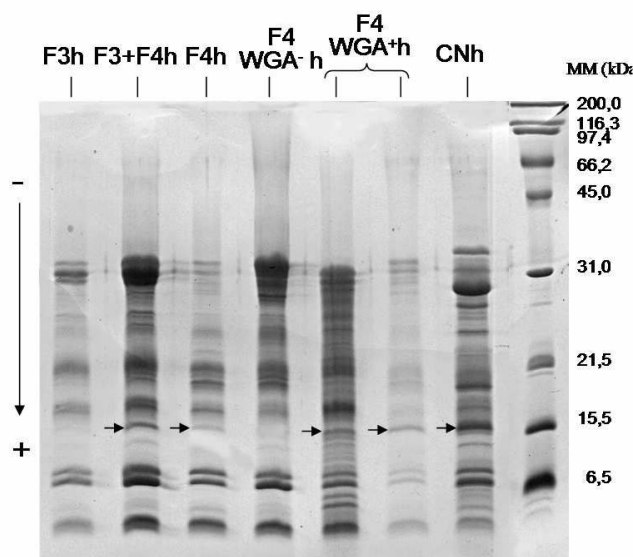 F4
F3h F3+F4h F4h F4 WGA⁺h CNh
WGA⁻ h
MM (kDa
200,0
116,3
97,4
66,2
–
45,0
31,0
21,5
15,5
+
6,5